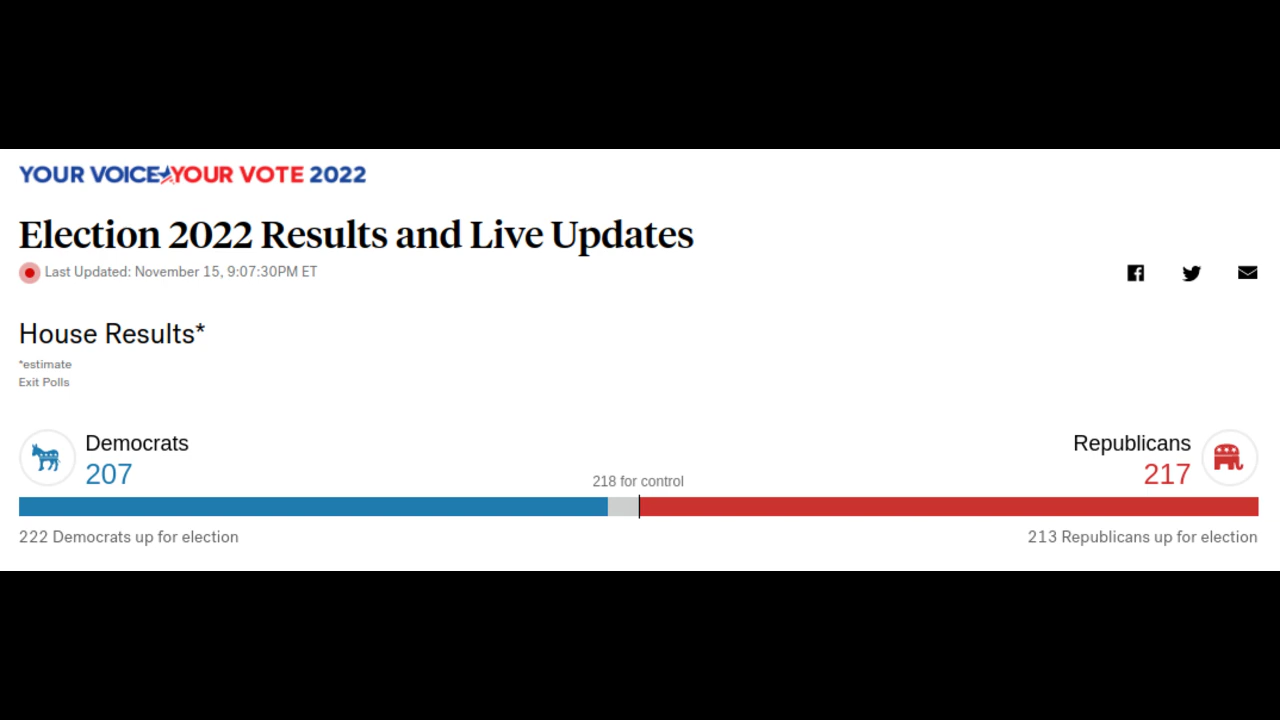 YOUR VOICE YOUR VOTE 2022
Election 2022 Results and Live Updates
Last Updated: November 15, 9:07:30PM ET
House Results*
*estimate
Exit Polls
Democrats
207
218 for control
Republicans
217
222 Democrats up for election
213 Republicans up for election